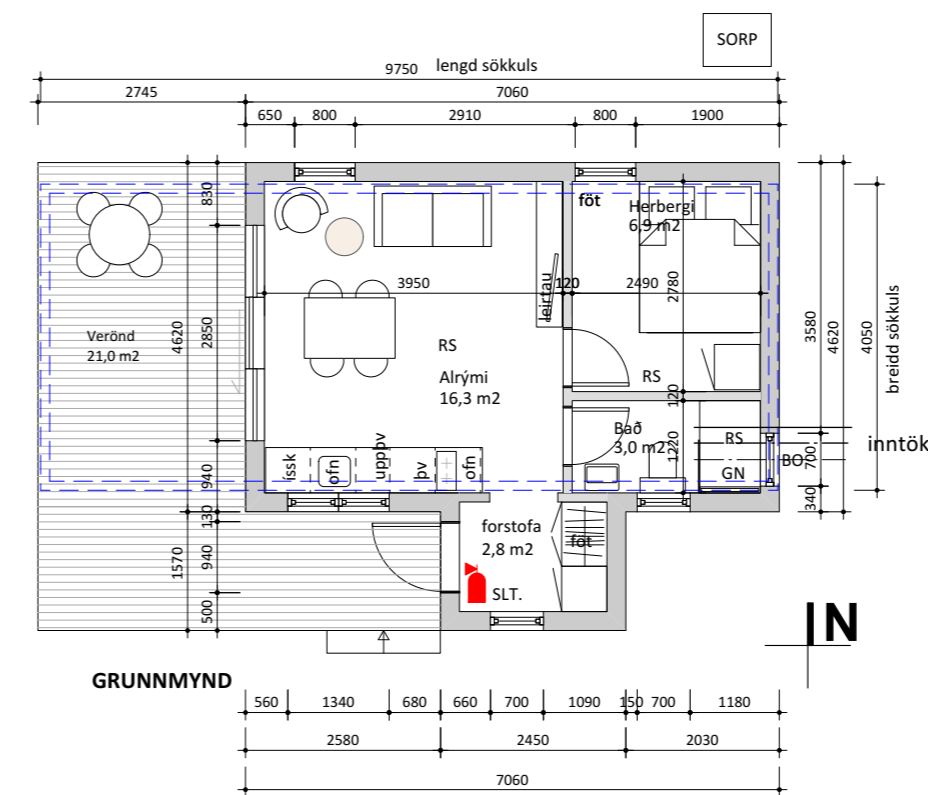 SORP
9750 lengd sökkuls
2745 7060
650 800 2910 800 1900
830
4620
2850
940
130
1570
940
500
Verönd
21,0 m2
föt
Herbergi
6,9 m2
3950 120 2490
2780
leirtau
RS
Alrými
16,3 m2
RS
120
Bað
3,0 m2
1220
RS
GN
BO
700
340
3580
4620
4050
breidd sökkuls
inntök
íssk
ofn
uppþv
þv
ofn
forstofa
2,8 m2
föt
SLT.
N
GRUNNMYND
560 1340 680 660 700 1090 150 700 1180
2580 2450 2030
7060